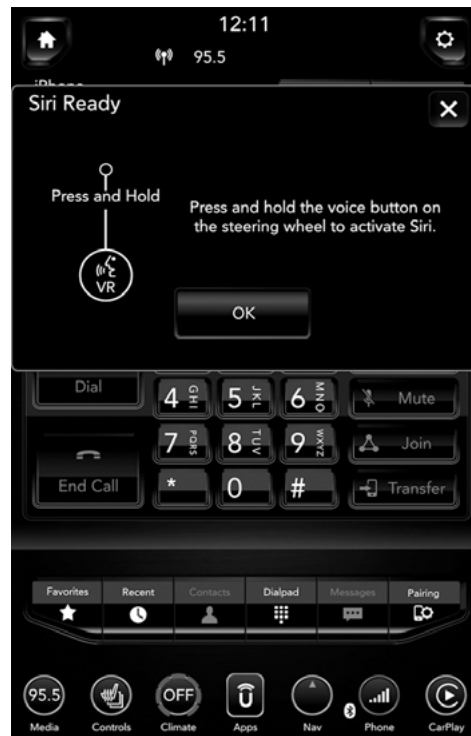 12:11
95.5
iPhone
Siri Ready
Press and Hold
VR
Press and hold the voice button on
the steering wheel to activate Siri.
OK
Dial
4 GHI 5 JKL 6 MNO
Mute
7 PQRS 8 TUV 9 WXYZ
Join
End Call
* 0 #
Transfer
Favorites Recent Contacts Dialpad Messages Pairing
95.5 OFF
Media Controls Climate Apps Nav Phone CarPlay